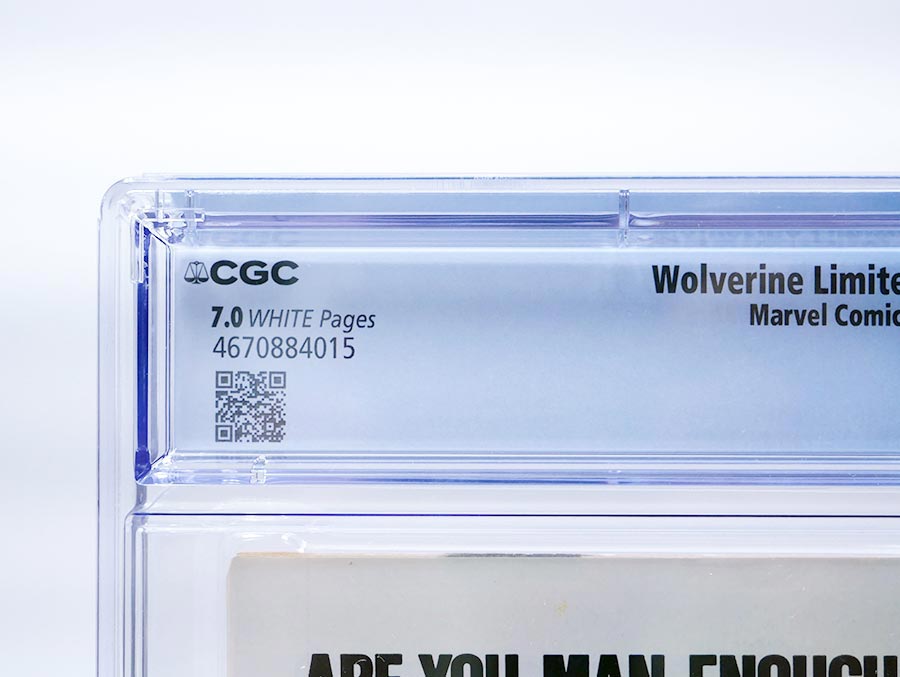 CGC
7.0 WHITE Pages
4670884015
Wolverine Limite
Marvel Comic
ARE YOU MAN ENOUGH